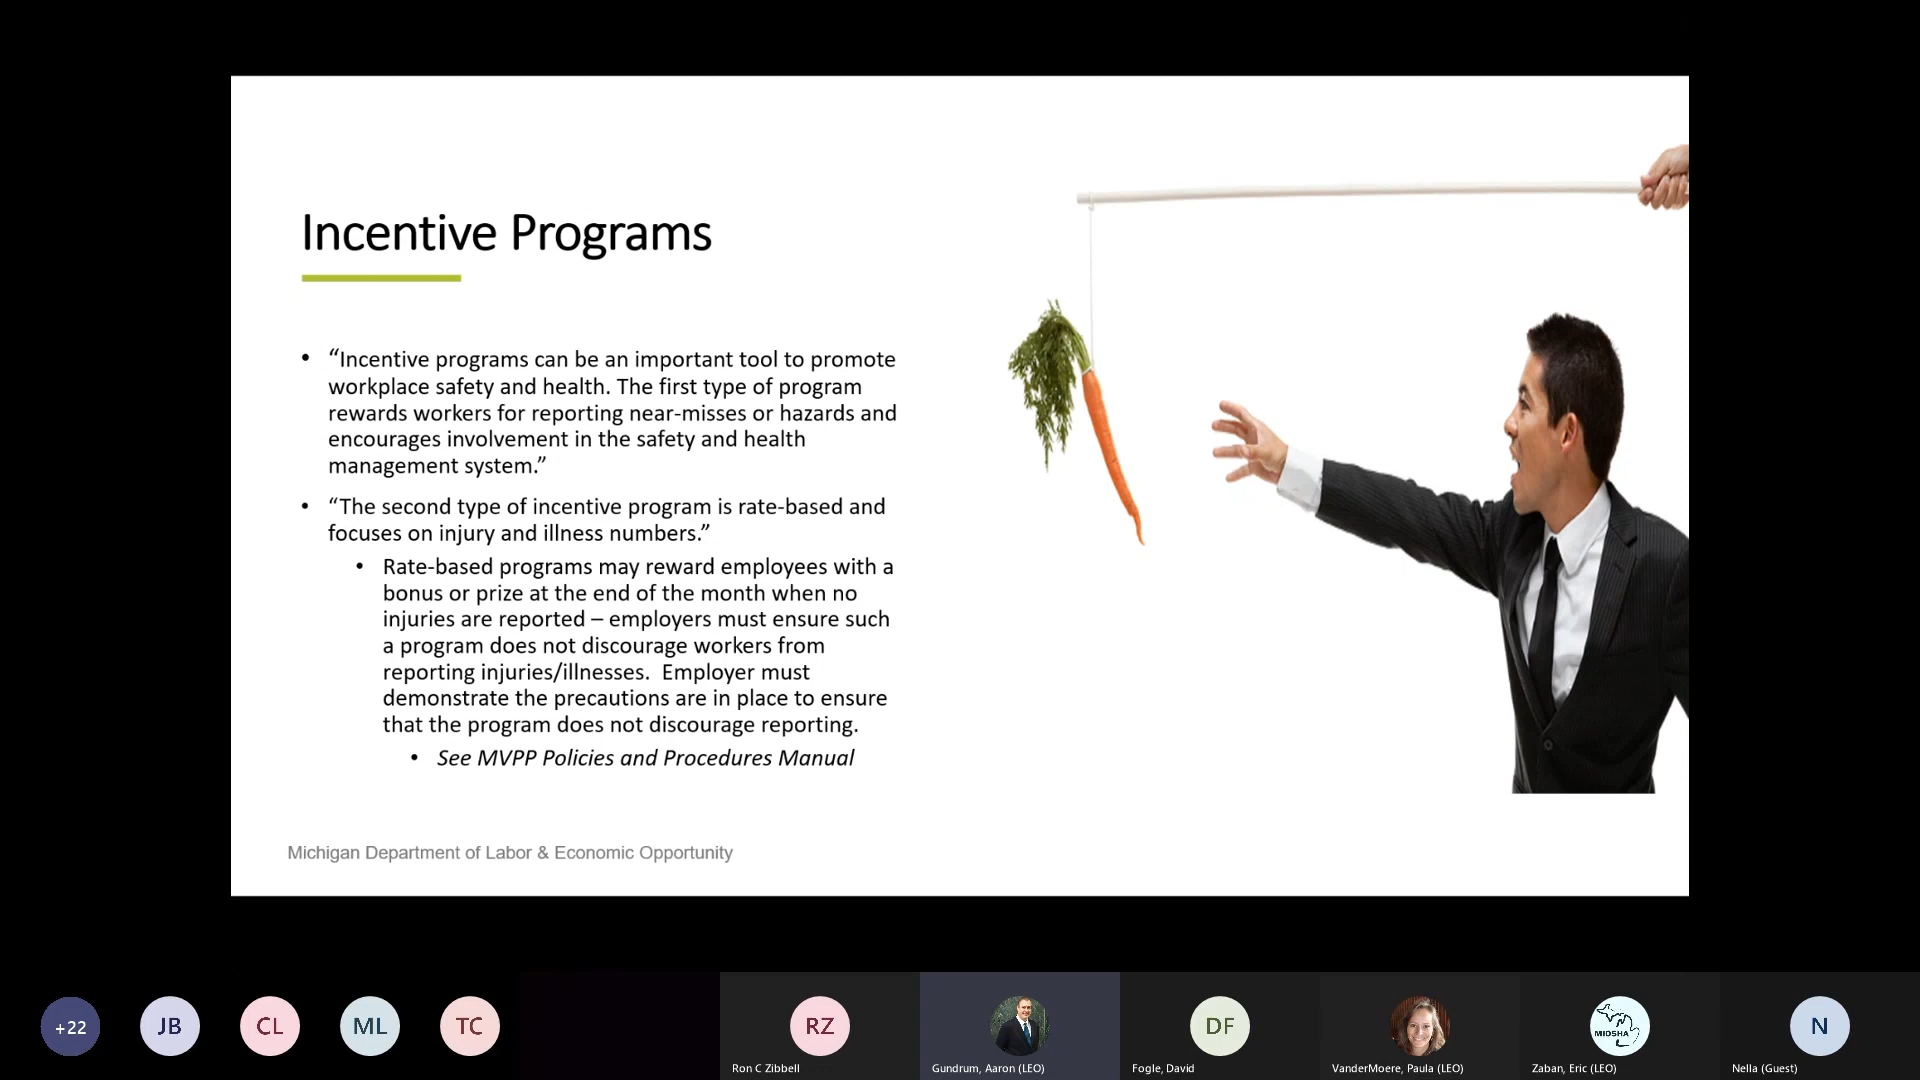 Incentive Programs
• “Incentive programs can be an important tool to promote
workplace safety and health. The first type of program
rewards workers for reporting near-misses or hazards and
encourages involvement in the safety and health
management system.”
• “The second type of incentive program is rate-based and
focuses on injury and illness numbers.”
• Rate-based programs may reward employees with a
bonus or prize at the end of the month when no
injuries are reported – employers must ensure such
a program does not discourage workers from
reporting injuries/illnesses.  Employer must
demonstrate the precautions are in place to ensure
that the program does not discourage reporting.
• See MVPP Policies and Procedures Manual
Michigan Department of Labor & Economic Opportunity
+22
JB
CL
ML
TC
RZ
Ron C Zibbell
Gundrum, Aaron (LEO)
DF
Fogle, David
VanderMoere, Paula (LEO)
MIOSHA
Zaban, Eric (LEO)
N
Nella (Guest)